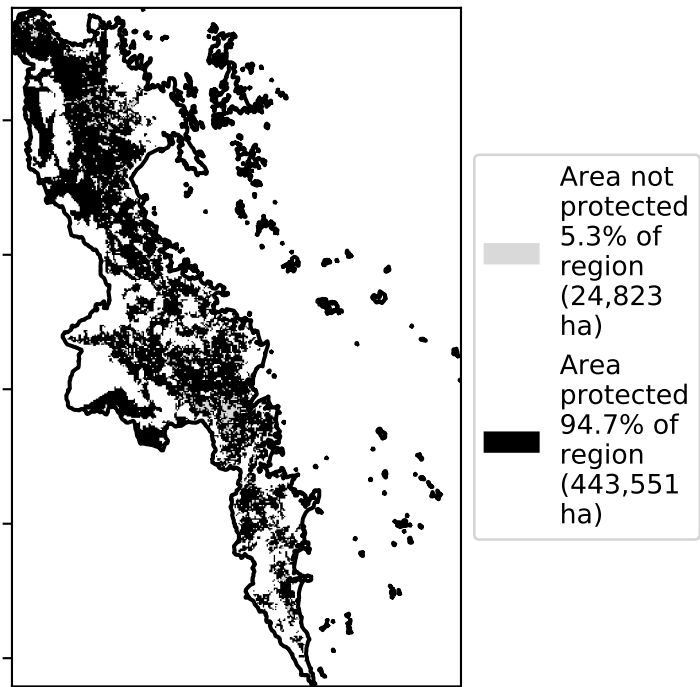 Area not
protected
5.3% of
region
(24,823
ha)
Area
protected
94.7% of
region
(443,551
ha)